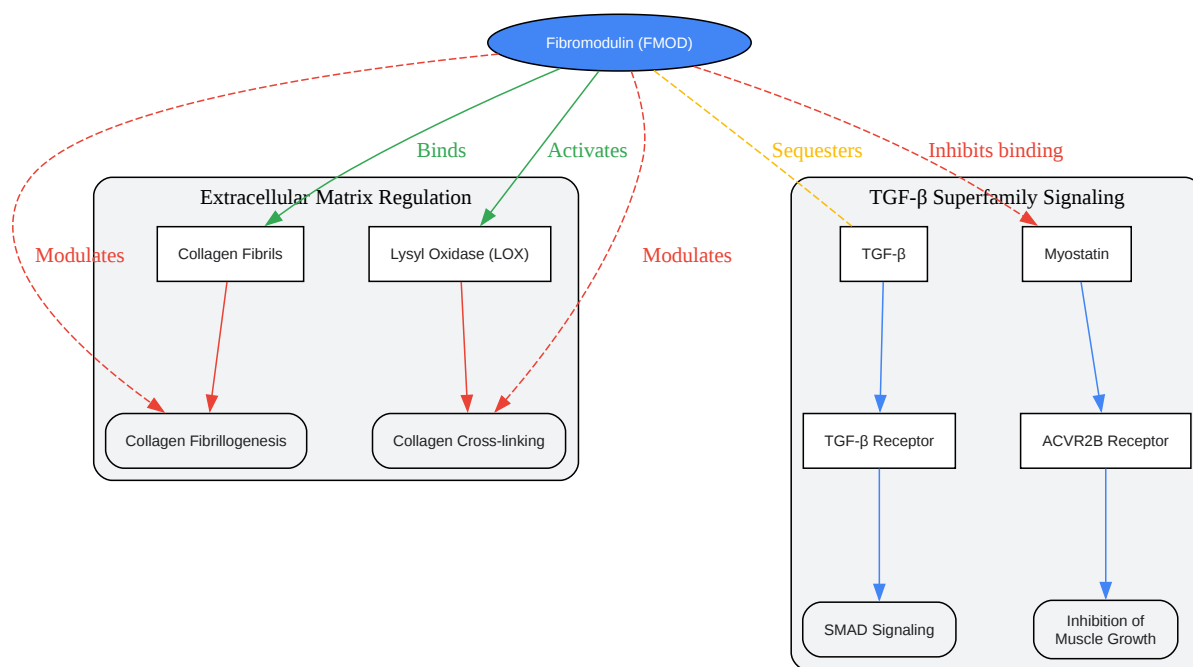 Fibromodulin (FMOD)
Binds
Activates
Sequesters
Inhibits binding
Extracellular Matrix Regulation
TGF-β Superfamily Signaling
Modulates
Collagen Fibrils
Lysyl Oxidase (LOX)
Modulates
TGF-β
Myostatin
Collagen Fibrillogenesis
Collagen Cross-linking
TGF-β Receptor
ACVR2B Receptor
SMAD Signaling
Inhibition of
Muscle Growth